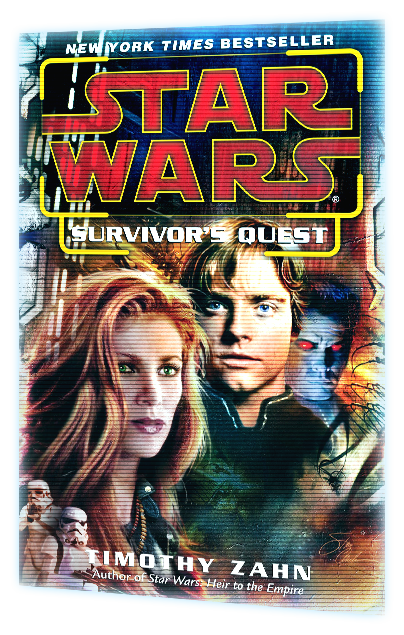 NEW YORK TIMES BESTSELLER
STAR
WARS®
SURVIVOR'S QUEST
TIMOTHY ZAHN
Author of Star Wars: Heir to the Empire